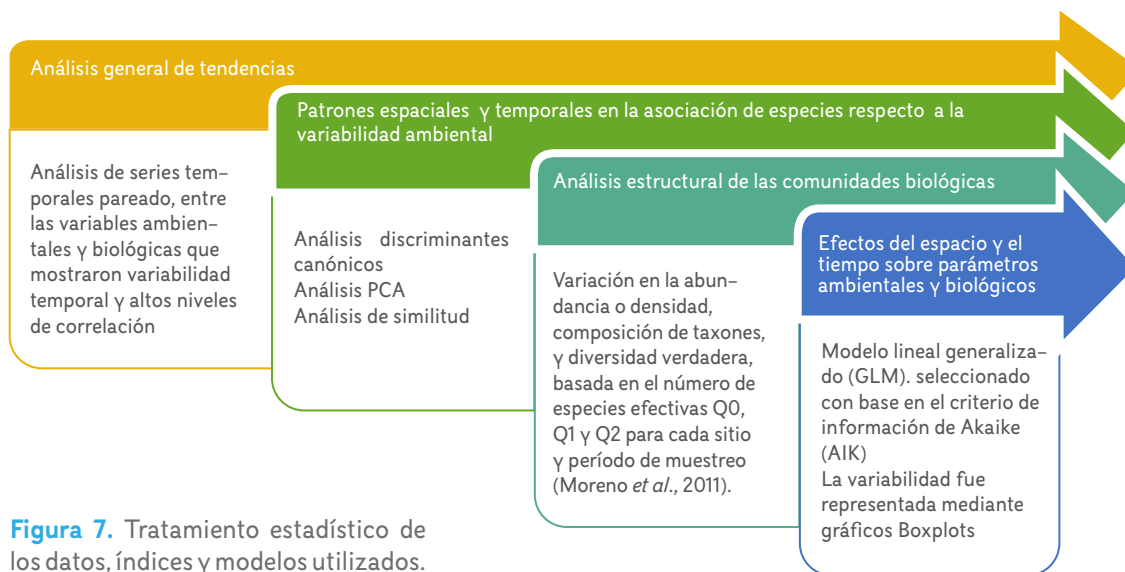 Análisis general de tendencias
Análisis de series tem-
porales pareado, entre
las variables ambien-
tales y biológicas que
mostraron variabilidad
temporal y altos niveles
de correlación
Patrones espaciales y temporales en la asociación de especies respecto a la
variabilidad ambiental
Análisis discriminantes
canónicos
Análisis PCA
Análisis de similitud
Análisis estructural de las comunidades biológicas
Variación en la abun-
dancia o densidad,
composición de taxones,
y diversidad verdadera,
basada en el número de
especies efectivas Q0,
Q1 y Q2 para cada sitio
y período de muestreo
(Moreno et al., 2011).
Efectos del espacio y el
tiempo sobre parámetros
ambientales y biológicos
Modelo lineal generaliza-
do (GLM). seleccionado
con base en el criterio de
información de Akaike
(AIK)
La variabilidad fue
representada mediante
gráficos Boxplots
Figura 7. Tratamiento estadístico de
los datos, índices y modelos utilizados.